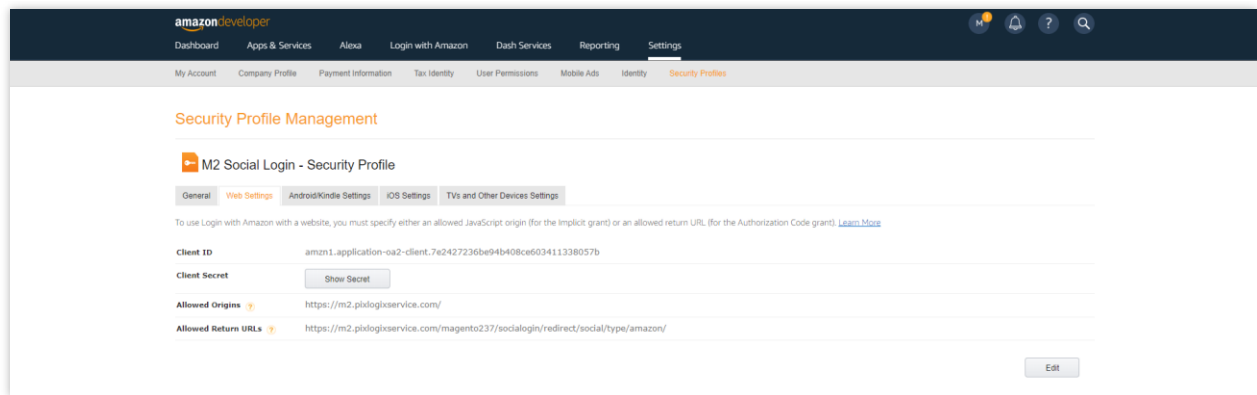 amazondeveloper
M 1 ? 
Dashboard Apps & Services Alexa Login with Amazon Dash Services Reporting Settings
My Account Company Profile Payment Information Tax Identity User Permissions Mobile Ads Identity Security Profiles
Security Profile Management
M2 Social Login - Security Profile
General Web Settings Android/Kindle Settings iOS Settings TVs and Other Devices Settings
To use Login with Amazon with a website, you must specify either an allowed JavaScript origin (for the Implicit grant) or an allowed return URL (for the Authorization Code grant). Learn More
Client ID amzn1.application-oa2-client.7e2427236be94b408ce603411338057b
Client Secret Show Secret
Allowed Origins ? https://m2.pixlogixservice.com/
Allowed Return URLs ? https://m2.pixlogixservice.com/magento237/socialogin/redirect/social/type/amazon/
Edit